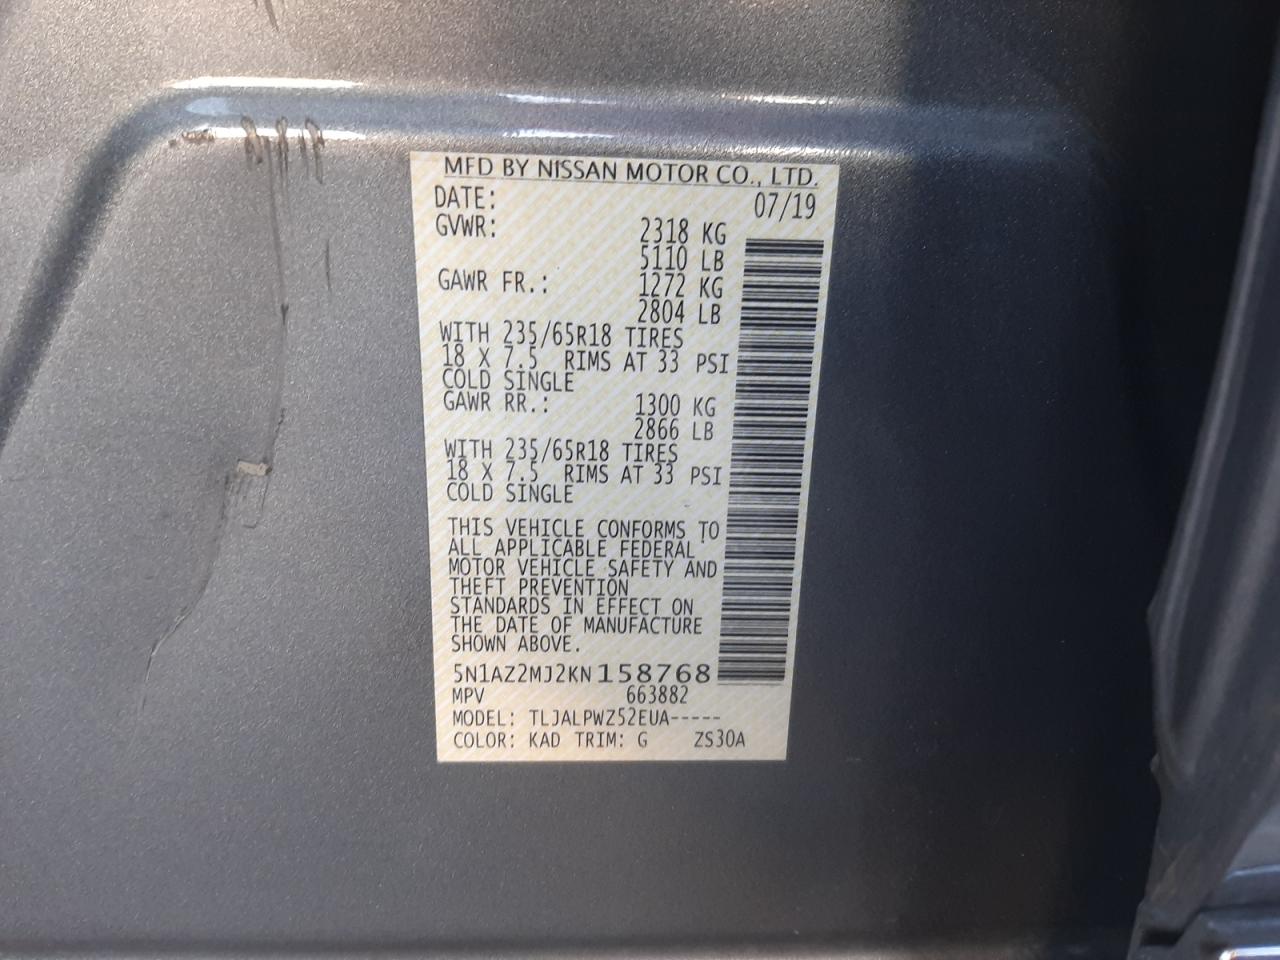 MFD BY NISSAN MOTOR CO., LTD.
DATE: 07/19
GVWR: 2318 KG
5110 LB
GAWR FR.: 1272 KG
2804 LB
WITH 235/65R18 TIRES
18 X 7.5 RIMS AT 33 PSI
COLD SINGLE
GAWR RR.: 1300 KG
2866 LB
WITH 235/65R18 TIRES
18 X 7.5 RIMS AT 33 PSI
COLD SINGLE
THIS VEHICLE CONFORMS TO
ALL APPLICABLE FEDERAL
MOTOR VEHICLE SAFETY AND
THEFT PREVENTION
STANDARDS IN EFFECT ON
THE DATE OF MANUFACTURE
SHOWN ABOVE.
5N1AZ2MJ2KN158768
MPV 663882
MODEL: TLJALPWZ52EUA-----
COLOR: KAD TRIM: G ZS30A